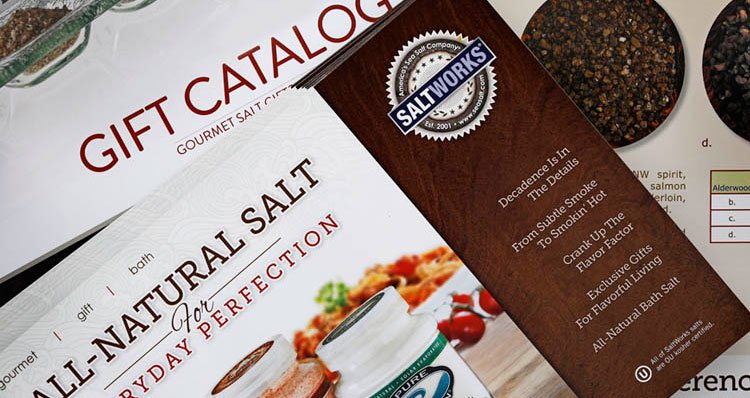 GIFT CATALOG
GOURMET SALT
America's Sea Salt Company
SALTWORKS
Est. 2001 • www.seasalt.com
Decadence Is In
The Details
From Subtle Smoke
To Smokin' Hot
Crank Up The
Flavor Factor
Exclusive Gifts
For Flavorful Living
All-Natural Bath Salt
U
All of SaltWorks salts
are OU kosher certified.
gourmet | gift | bath
ALL-NATURAL SALT
For
RYDAY PERFECTION
PURE
d.
NW spirit,
salmon
erloin,
Alderwood
b.
c.
d.
erenc